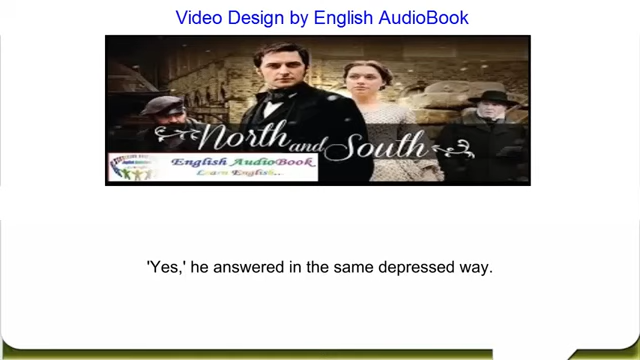 Video Design by English AudioBook
North and South
English AudioBook
Learn English...
'Yes,' he answered in the same depressed way.